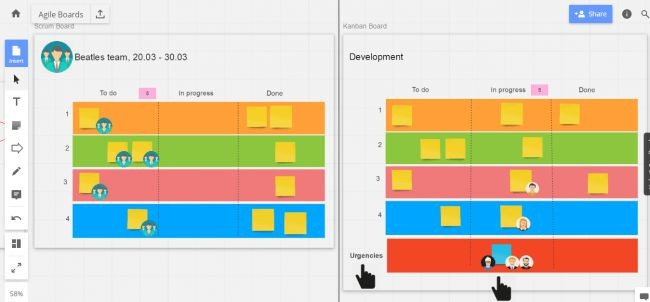 Agile Boards
Share
Scrum Board
Kanban Board
Insert
Beatles team, 20.03 - 30.03
Development
To do
In progress
Done
To do
In progress
5
Done
1
2
3
4
1
2
3
4
Urgencies
58%